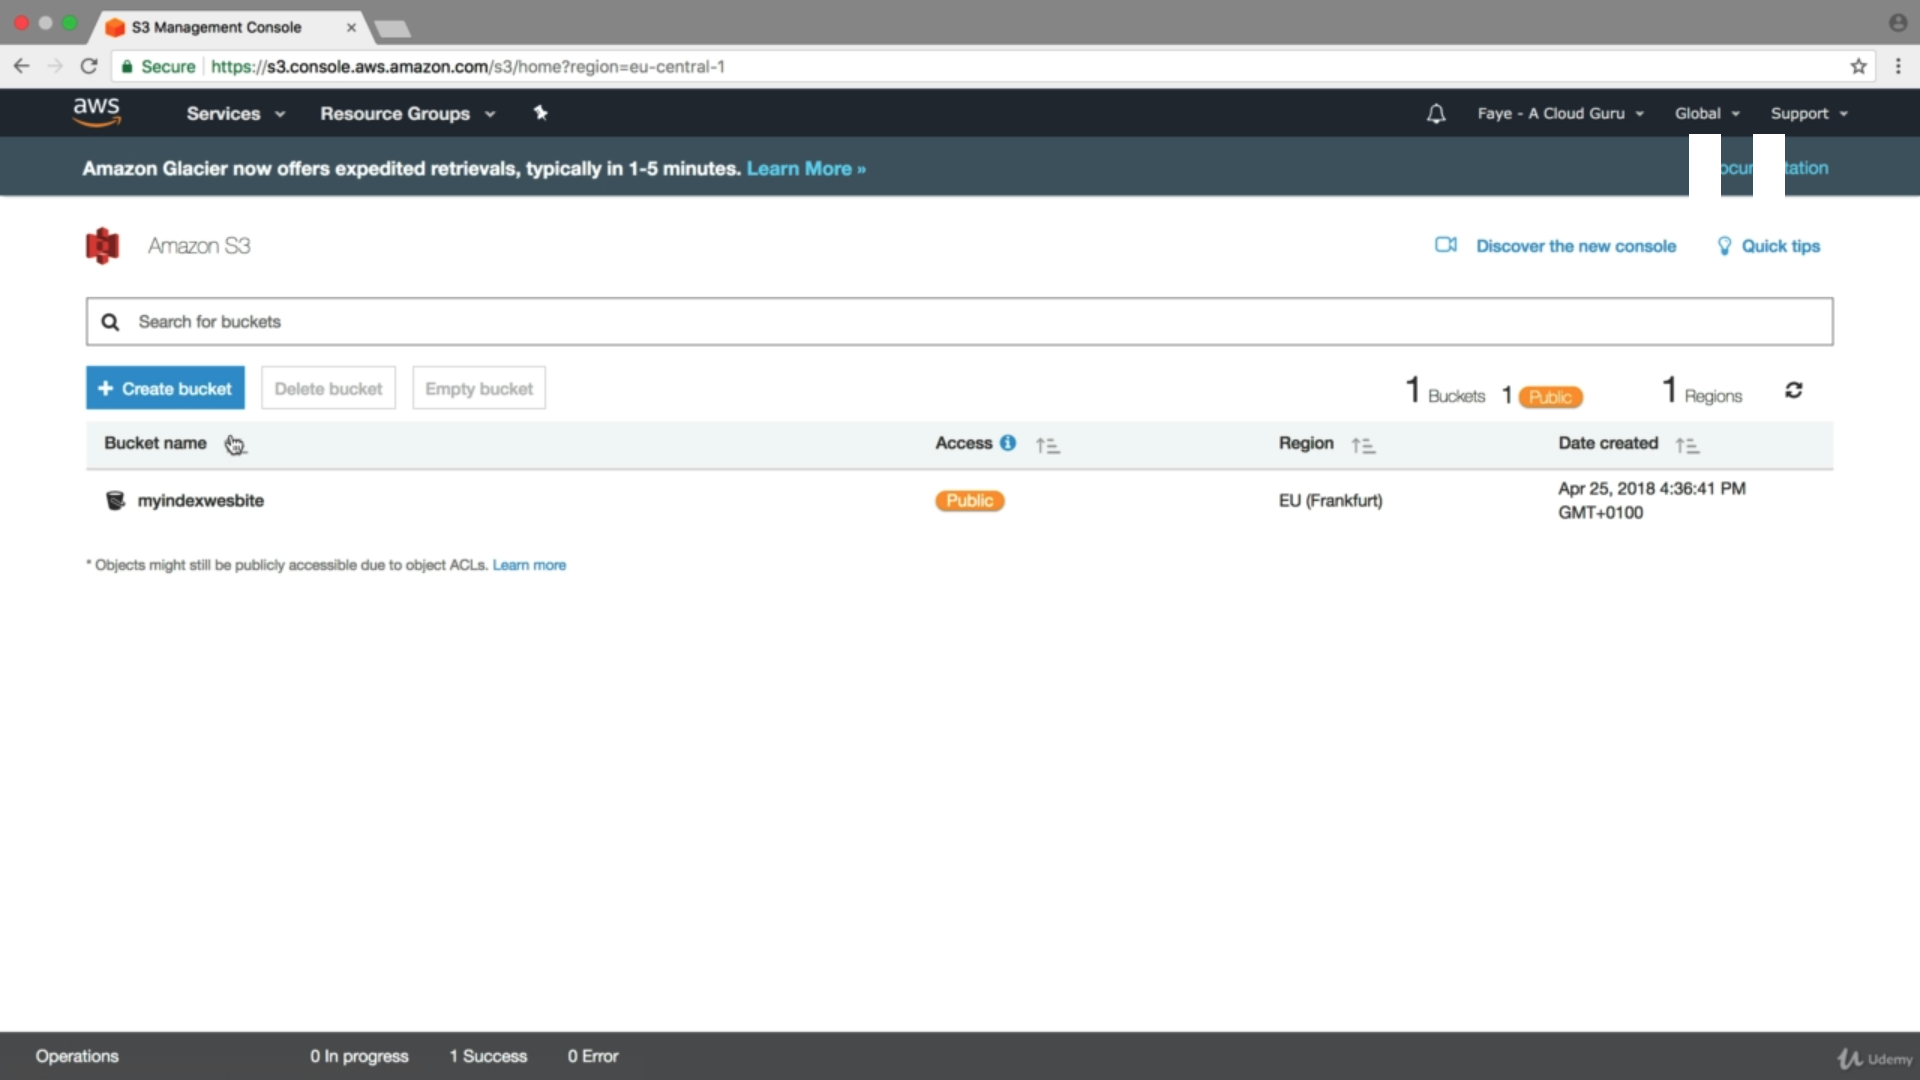 S3 Management Console
Secure https://s3.console.aws.amazon.com/s3/home?region=eu-central-1
aws Services Resource Groups Faye - A Cloud Guru Global Support
Amazon Glacier now offers expedited retrievals, typically in 1-5 minutes. Learn More »
Amazon S3 Discover the new console Quick tips
Search for buckets
+ Create bucket Delete bucket Empty bucket 1 Buckets 1 Public 1 Regions
Bucket name Access Region Date created
myindexwesbite Public EU (Frankfurt) Apr 25, 2018 4:36:41 PM
GMT+0100
* Objects might still be publicly accessible due to object ACLs. Learn more
Operations 0 In progress 1 Success 0 Error
Udemy